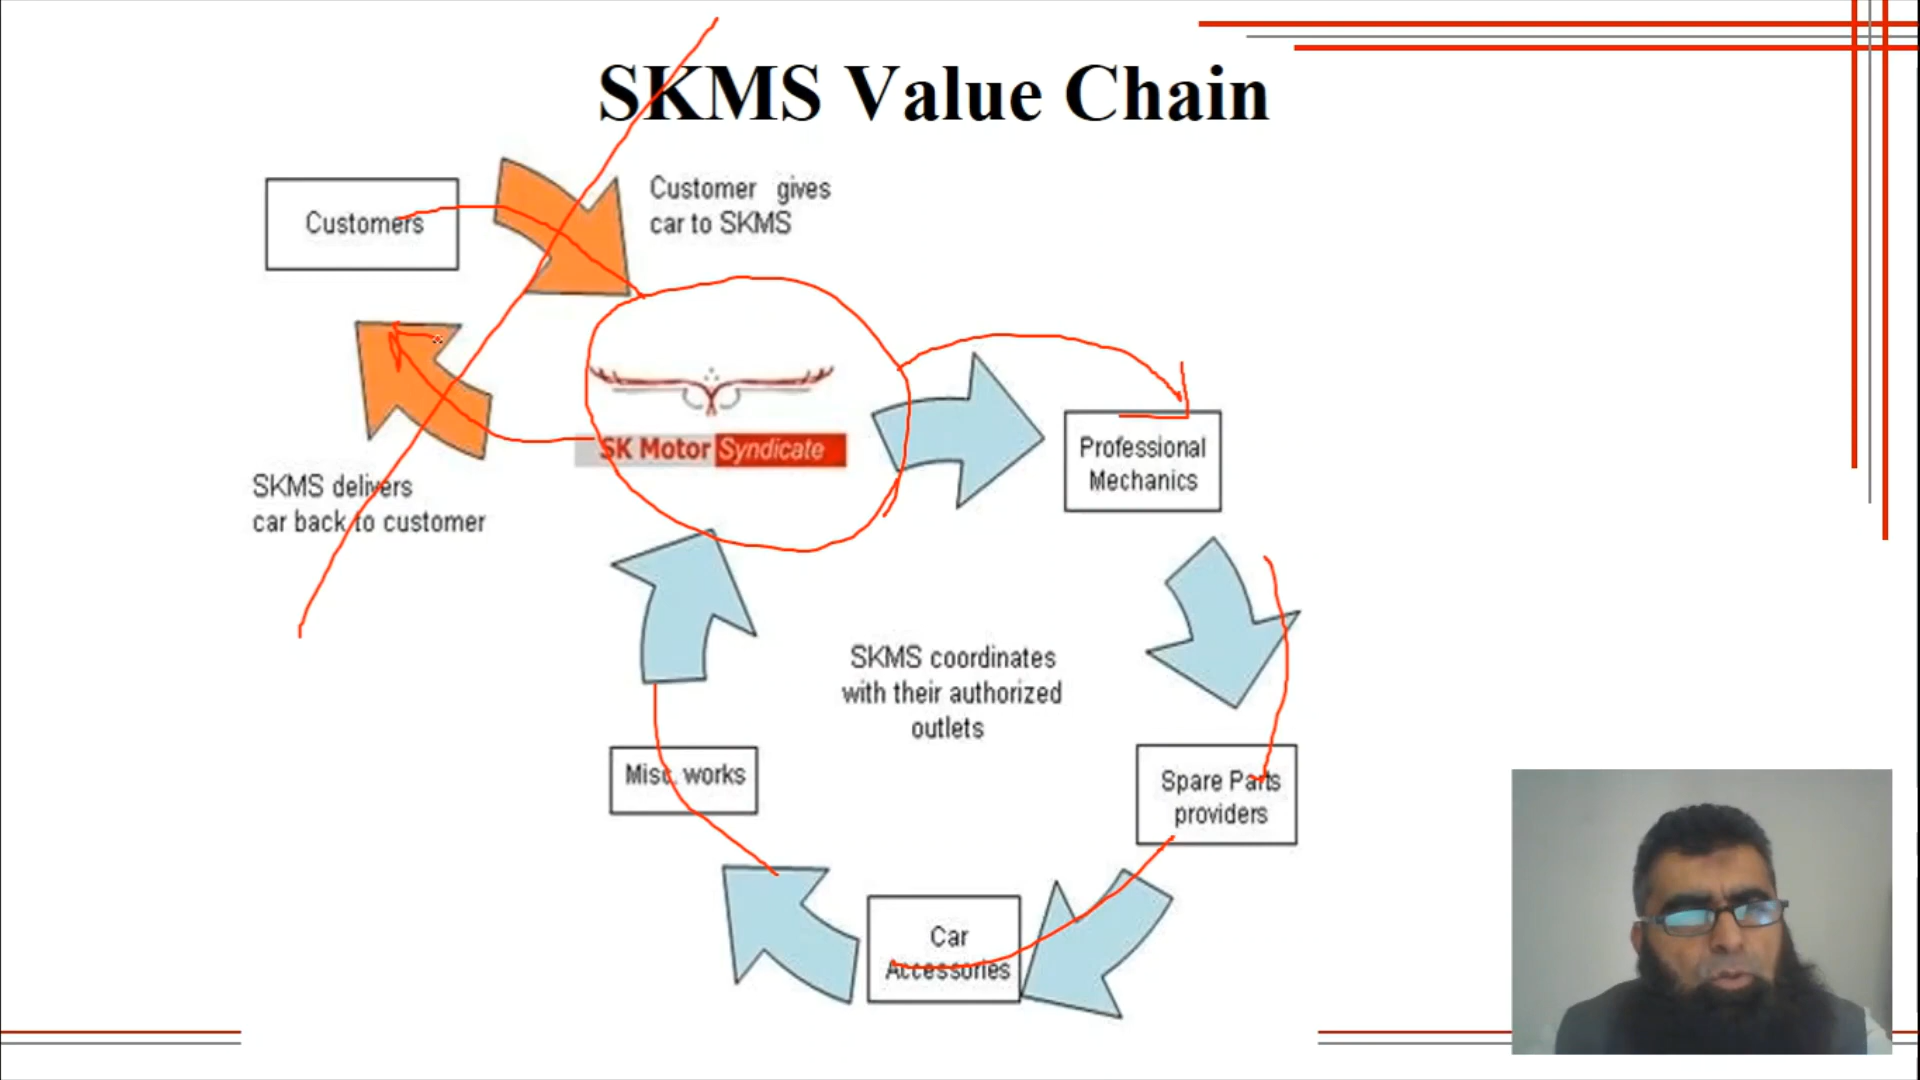 SKMS Value Chain
Customers
Customer gives
car to SKMS
SK Motor Syndicate
SKMS delivers
car back to customer
Professional
Mechanics
SKMS coordinates
with their authorized
outlets
Misc. works
Spare Parts
providers
Car
Accessories